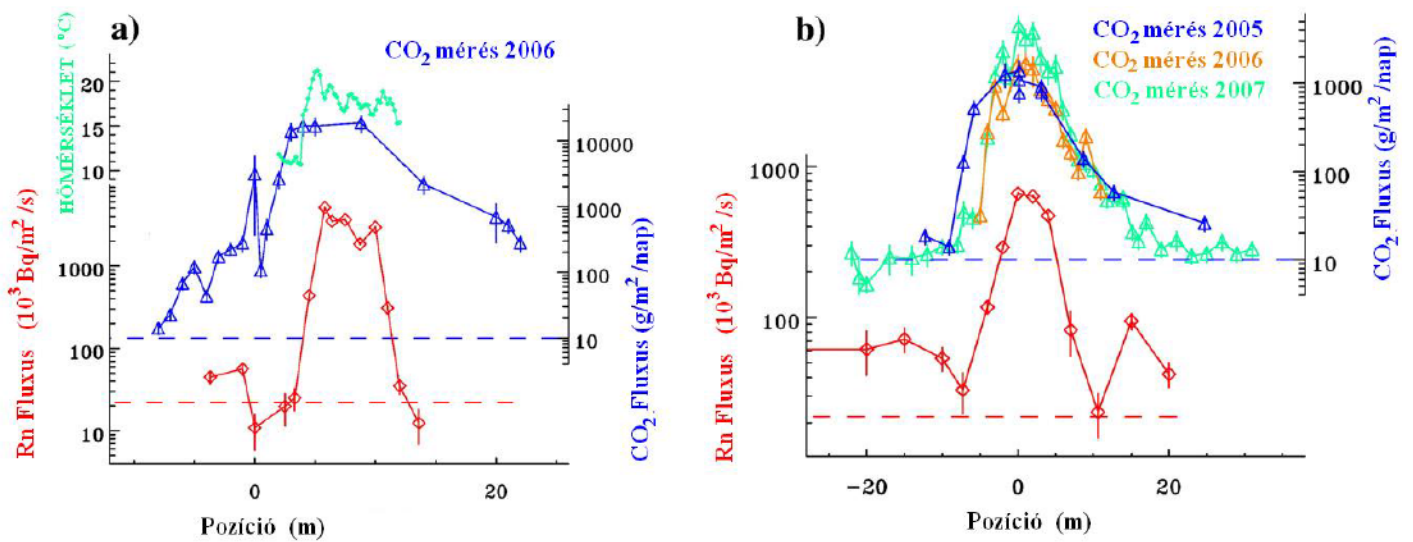 a)
CO2 mérés 2006
HŐMÉRSÉKLET (°C)
20
15
10
1000
100
10
Rn Fluxus (10³ Bq/m² /s)
10000
1000
100
10
CO2 Fluxus (g/m² /nap)
0
20
Pozíció (m)
b)
CO2 mérés 2005
CO2 mérés 2006
CO2 mérés 2007
1000
100
Rn Fluxus (10³ Bq/m² /s)
1000
100
10
CO2 Fluxus (g/m² /nap)
−20
0
20
Pozíció (m)